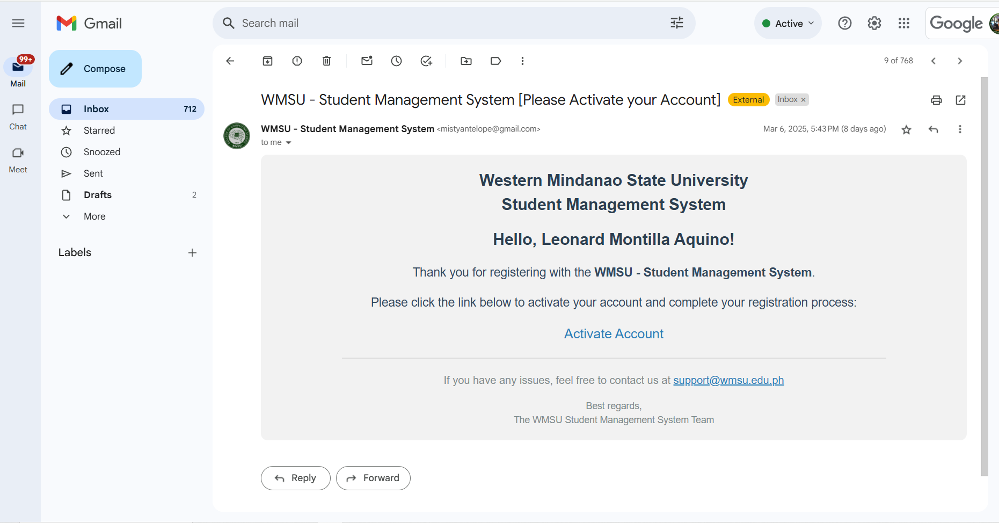 Gmail
Search mail
Active
Google
99+
Mail
Chat
Meet
Compose
Inbox 712
Starred
Snoozed
Sent
Drafts 2
More
Labels
9 of 768
WMSU - Student Management System [Please Activate your Account] External Inbox ×
WMSU - Student Management System <mistyantelope@gmail.com> Mar 6, 2025, 5:43 PM (8 days ago)
to me
Western Mindanao State University
Student Management System
Hello, Leonard Montilla Aquino!
Thank you for registering with the WMSU - Student Management System.
Please click the link below to activate your account and complete your registration process:
Activate Account
If you have any issues, feel free to contact us at support@wmsu.edu.ph
Best regards,
The WMSU Student Management System Team
Reply
Forward